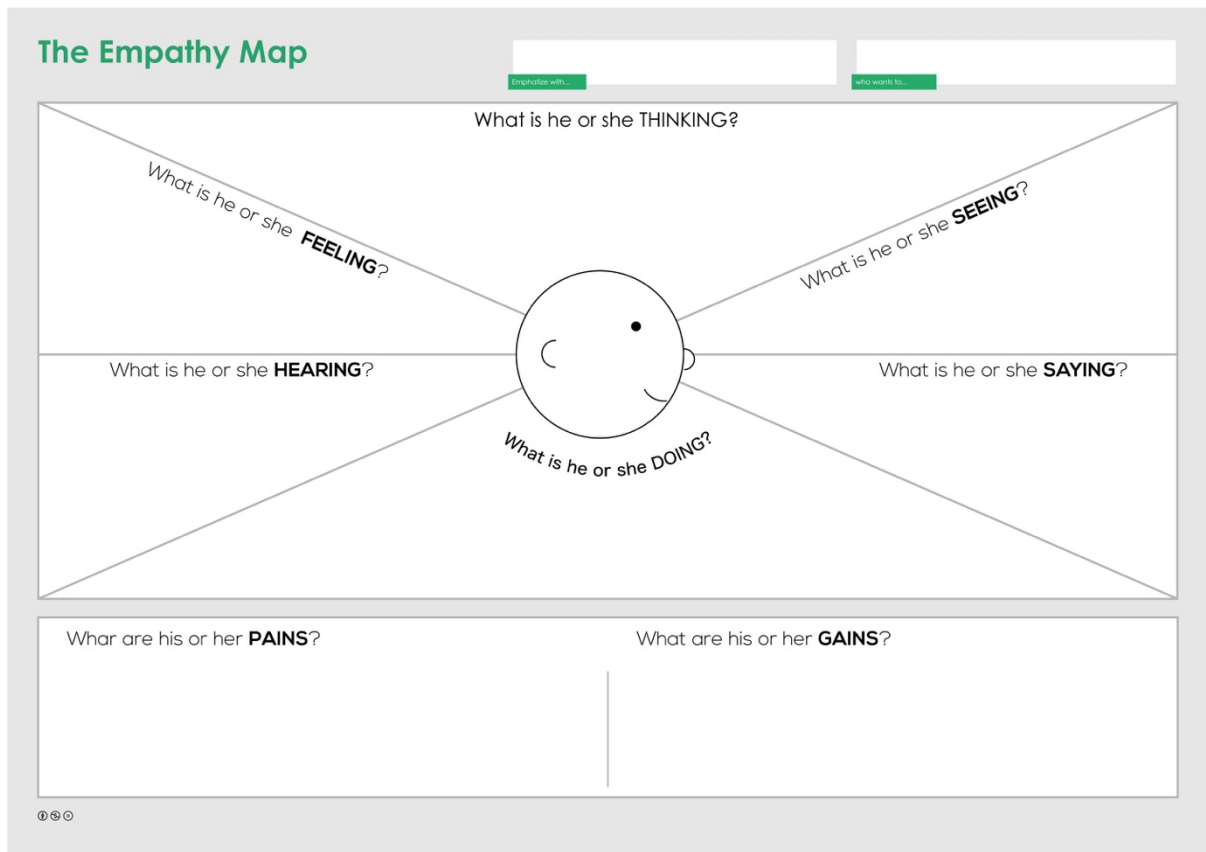 The Empathy Map
Emphatize with...
who wants to...
What is he or she THINKING?
What is he or she FEELING?
What is he or she SEEING?
What is he or she HEARING?
What is he or she SAYING?
What is he or she DOING?
Whar are his or her PAINS?
What are his or her GAINS?